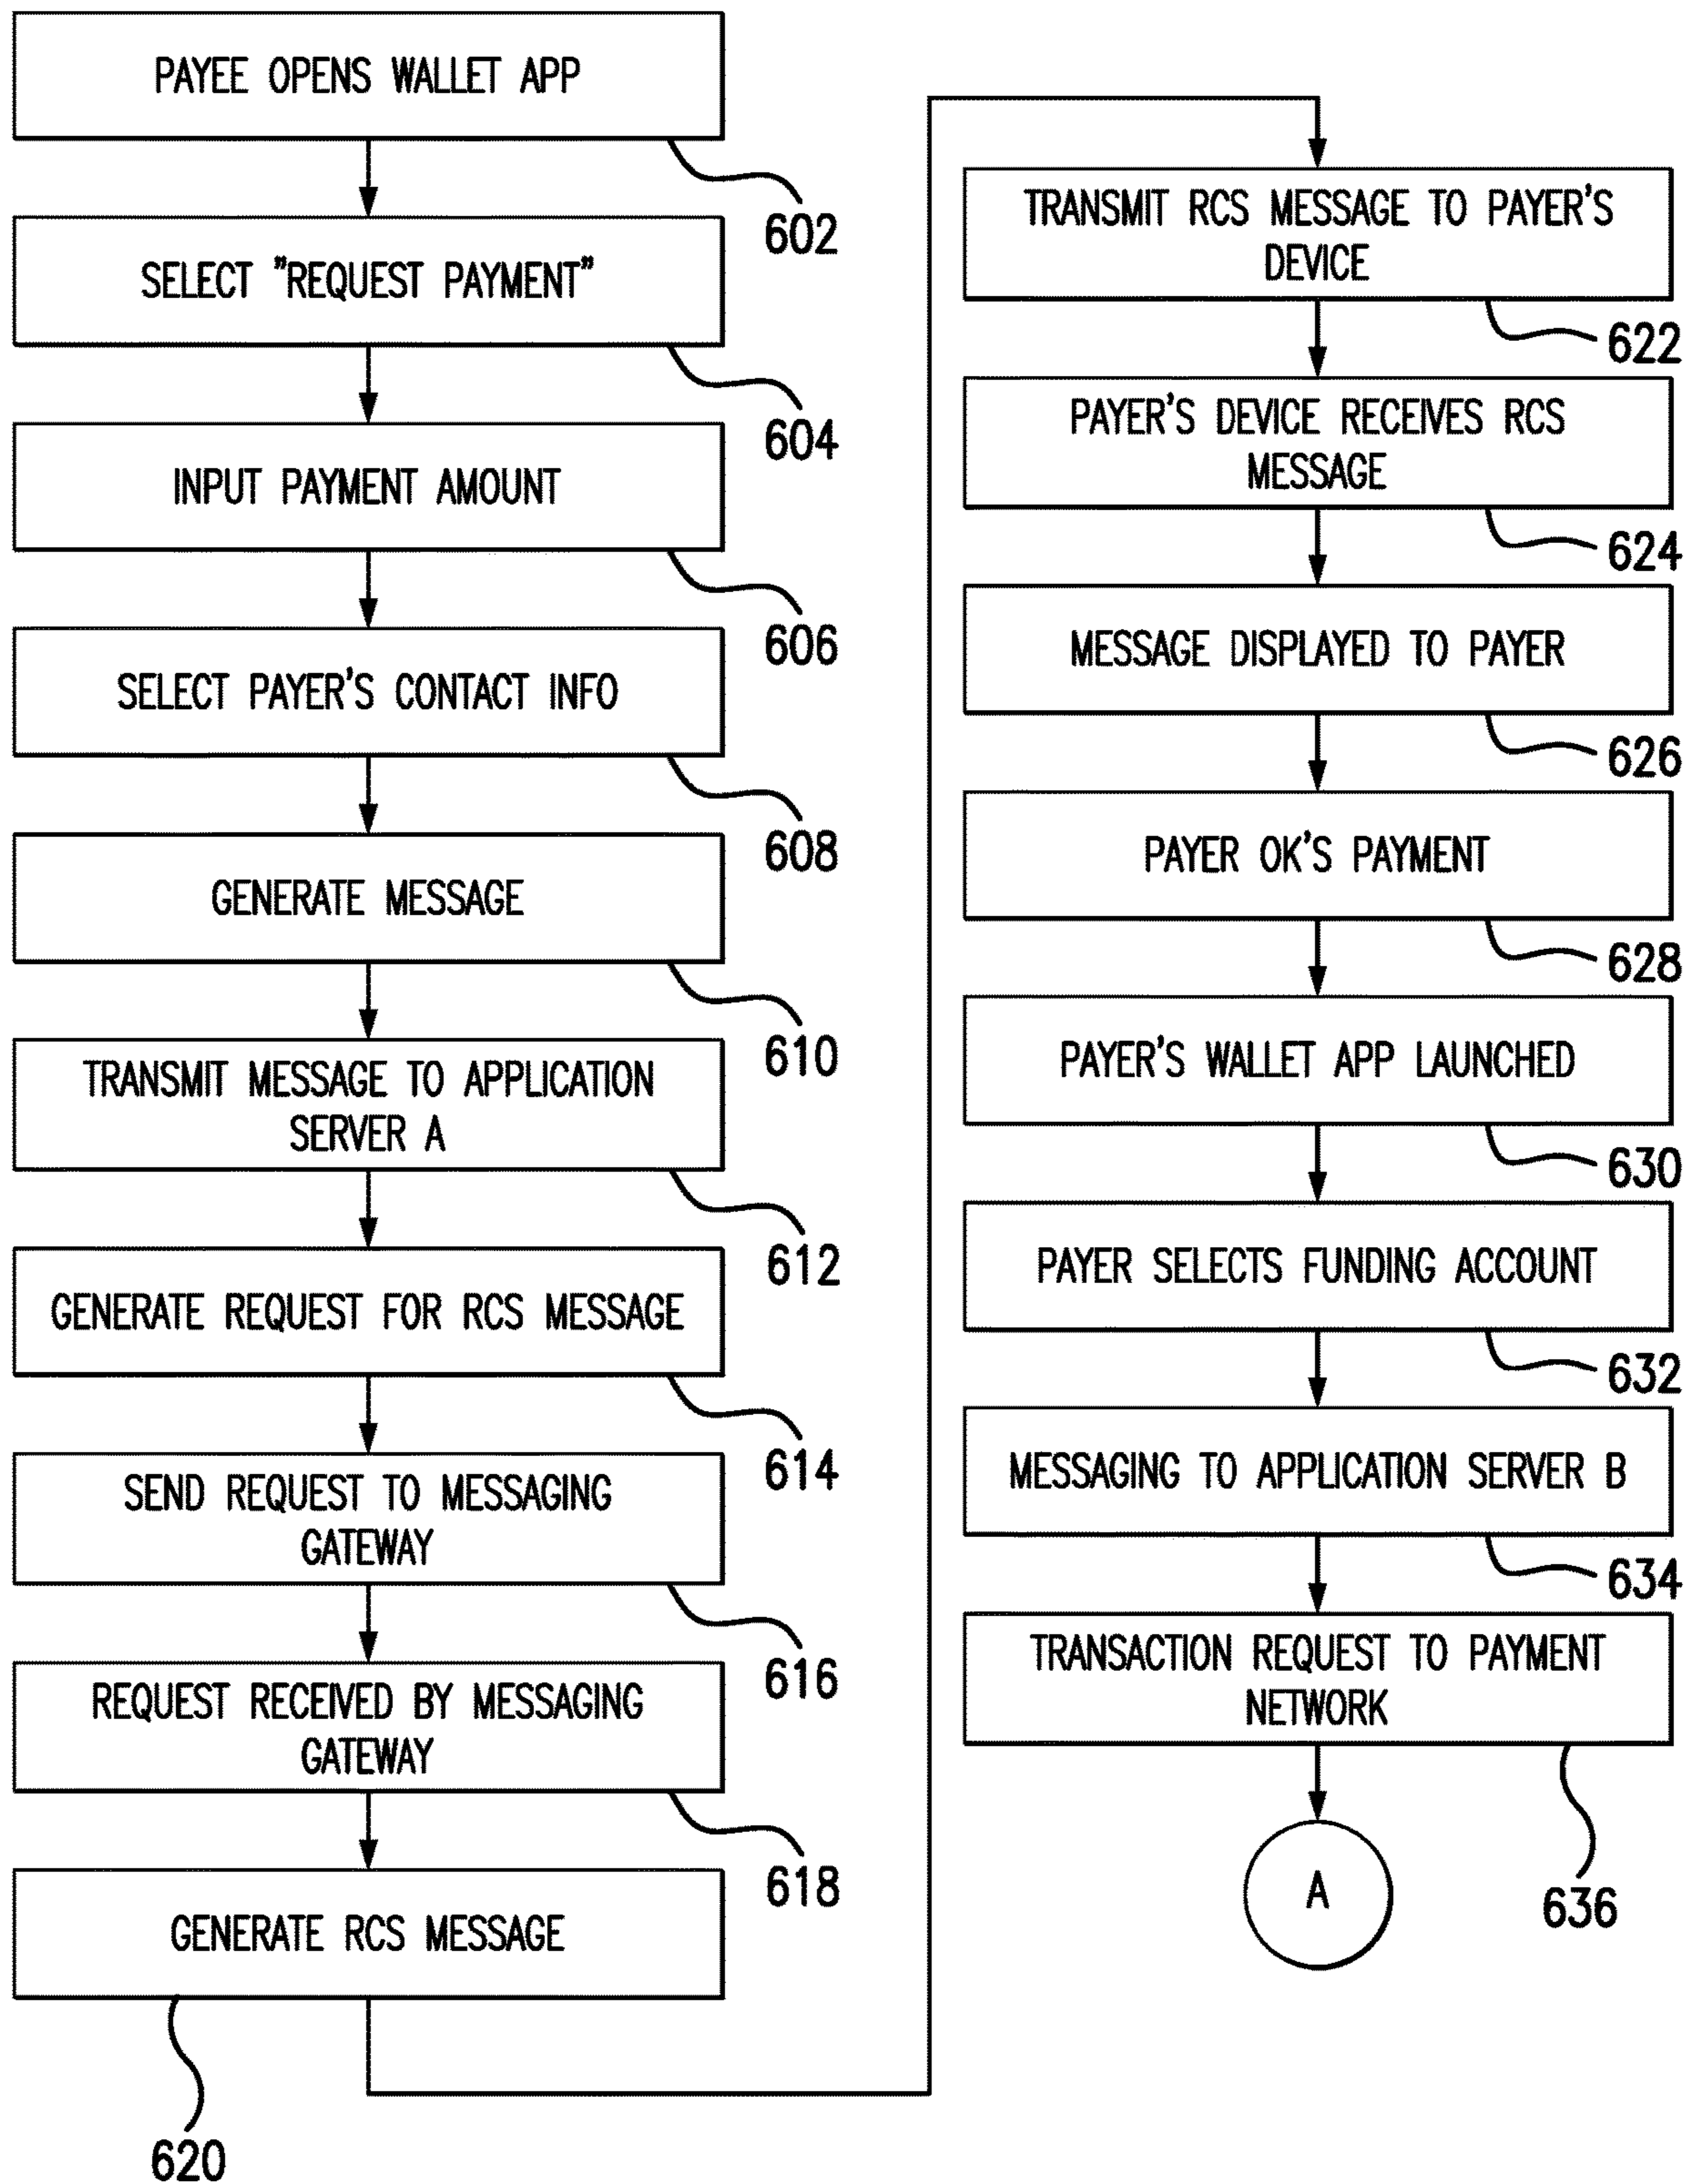 PAYEE OPENS WALLET APP
602
SELECT "REQUEST PAYMENT"
604
INPUT PAYMENT AMOUNT
606
SELECT PAYER'S CONTACT INFO
608
GENERATE MESSAGE
610
TRANSMIT MESSAGE TO APPLICATION
SERVER A
612
GENERATE REQUEST FOR RCS MESSAGE
614
SEND REQUEST TO MESSAGING
GATEWAY
616
REQUEST RECEIVED BY MESSAGING
GATEWAY
618
GENERATE RCS MESSAGE
620
TRANSMIT RCS MESSAGE TO PAYER'S
DEVICE
622
PAYER'S DEVICE RECEIVES RCS
MESSAGE
624
MESSAGE DISPLAYED TO PAYER
626
PAYER OK'S PAYMENT
628
PAYER'S WALLET APP LAUNCHED
630
PAYER SELECTS FUNDING ACCOUNT
632
MESSAGING TO APPLICATION SERVER B
634
TRANSACTION REQUEST TO PAYMENT
NETWORK
636
A